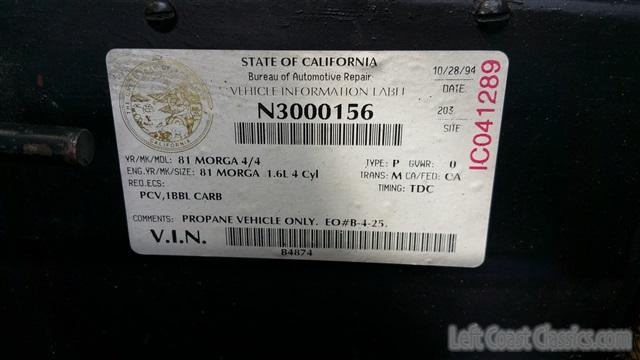 STATE OF CALIFORNIA
Bureau of Automotive Repair
VEHICLE INFORMATION LABEL
N3000156
10/28/94
DATE
203
SITE
IC041289
CALIFORNIA
YR/MK/MDL: 81 MORGA 4/4 TYPE: P GVWR: 0
ENG.YR/MK/SIZE: 81 MORGA 1.6L 4 Cyl TRANS: M CA/FED: CA
REQ.ECS: TIMING: TDC
PCV,1BBL CARB
COMMENTS: PROPANE VEHICLE ONLY. EO#B-4-25.
V.I.N.
B4874
Left Coast Classics.com